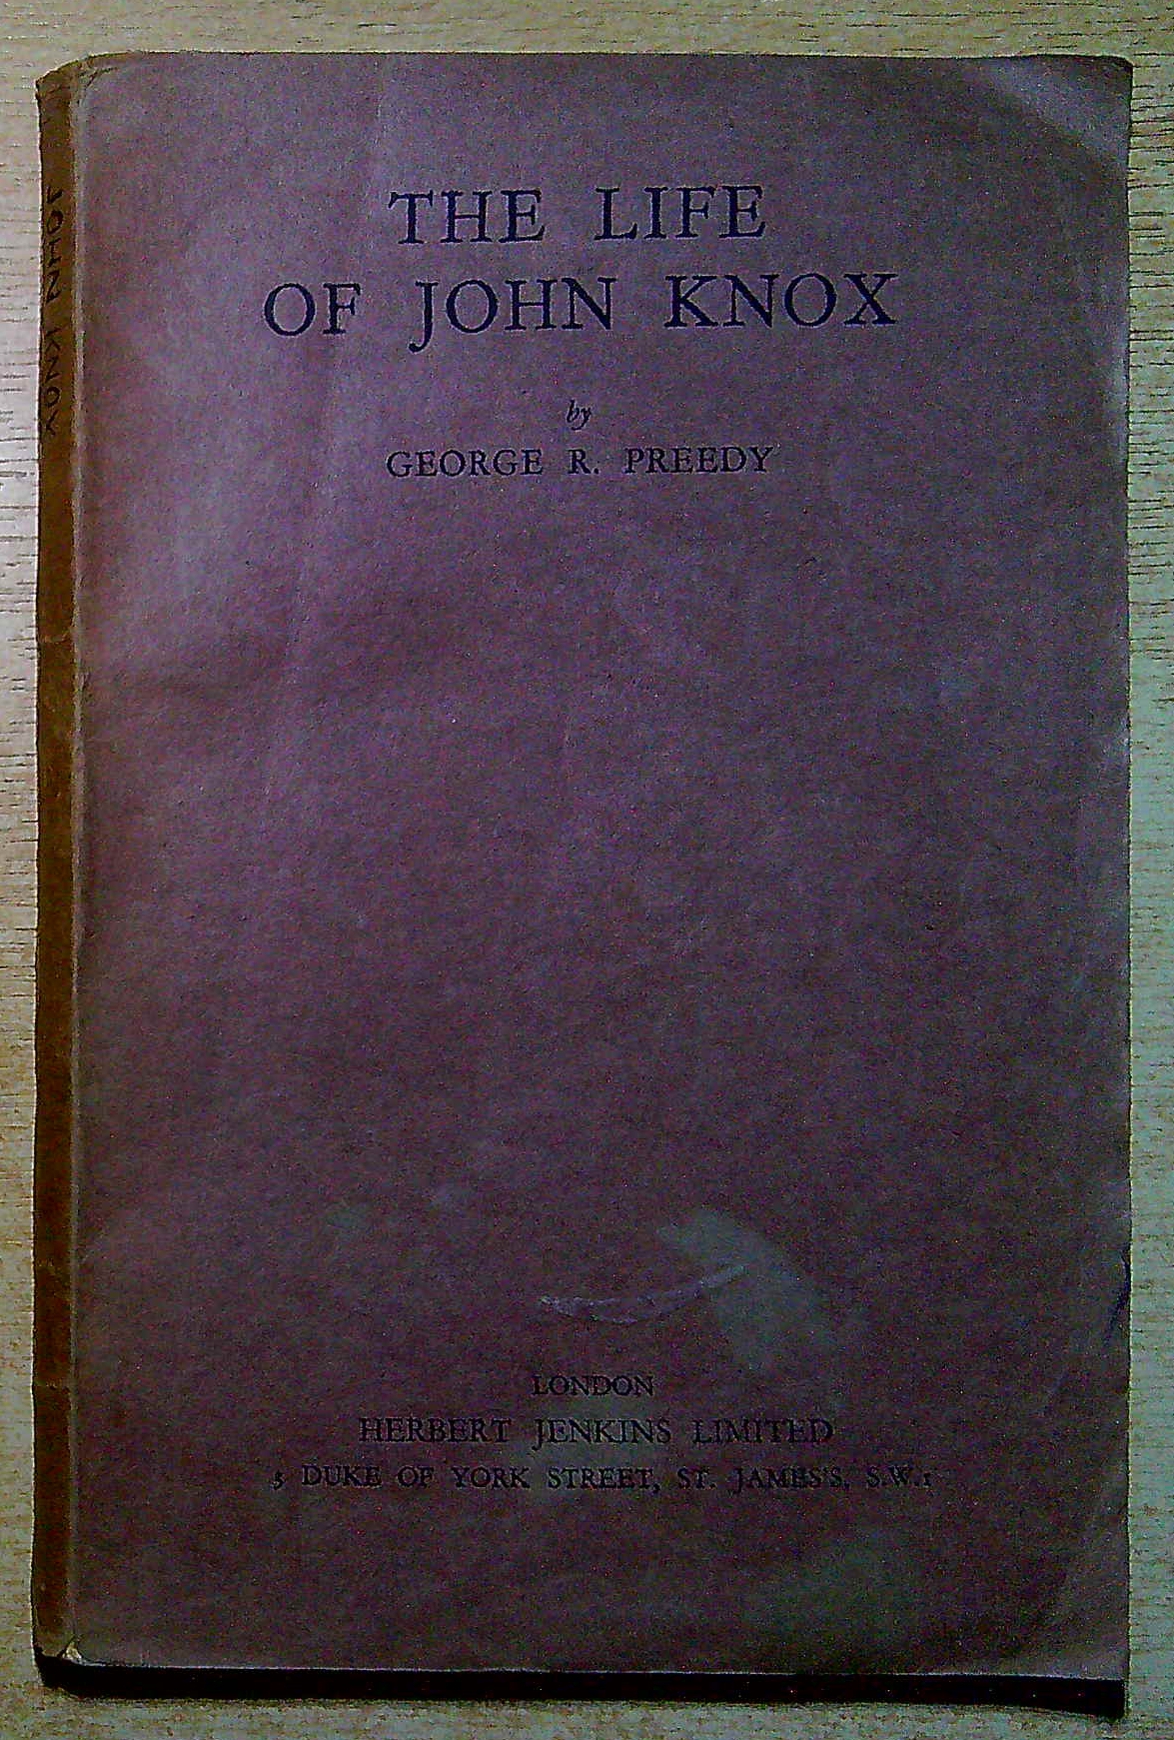 THE LIFE
OF JOHN KNOX
by
GEORGE R. PREEDY
LONDON
HERBERT JENKINS LIMITED
5 DUKE OF YORK STREET, ST. JAMES'S, S.W.1
JOHN KNOX